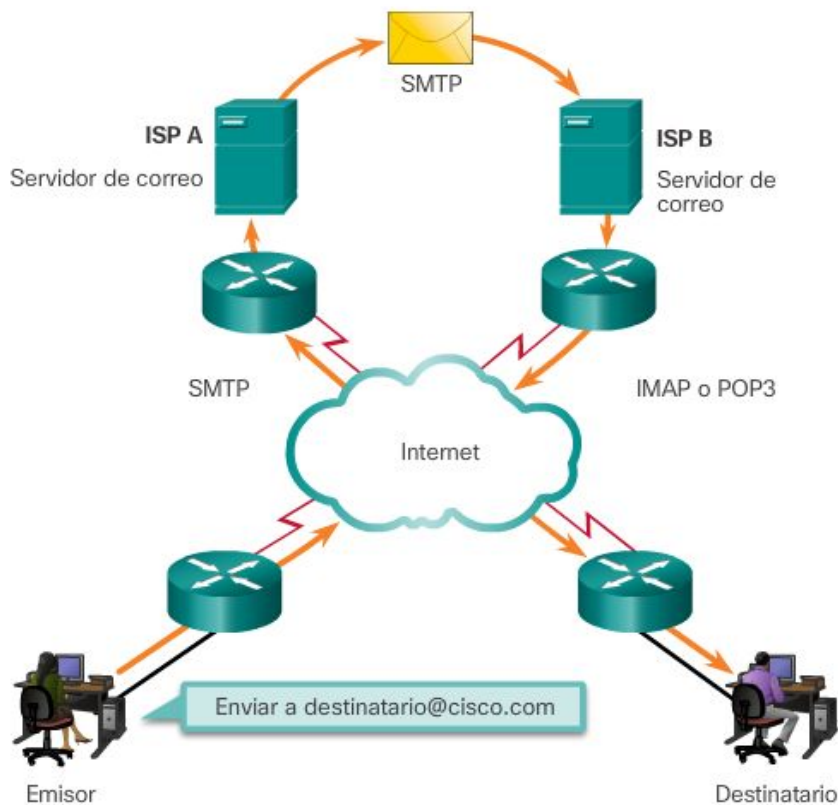 SMTP
ISP A
Servidor de correo
ISP B
Servidor de
correo
SMTP
IMAP o POP3
Internet
Enviar a destinatario@cisco.com
Emisor
Destinatario